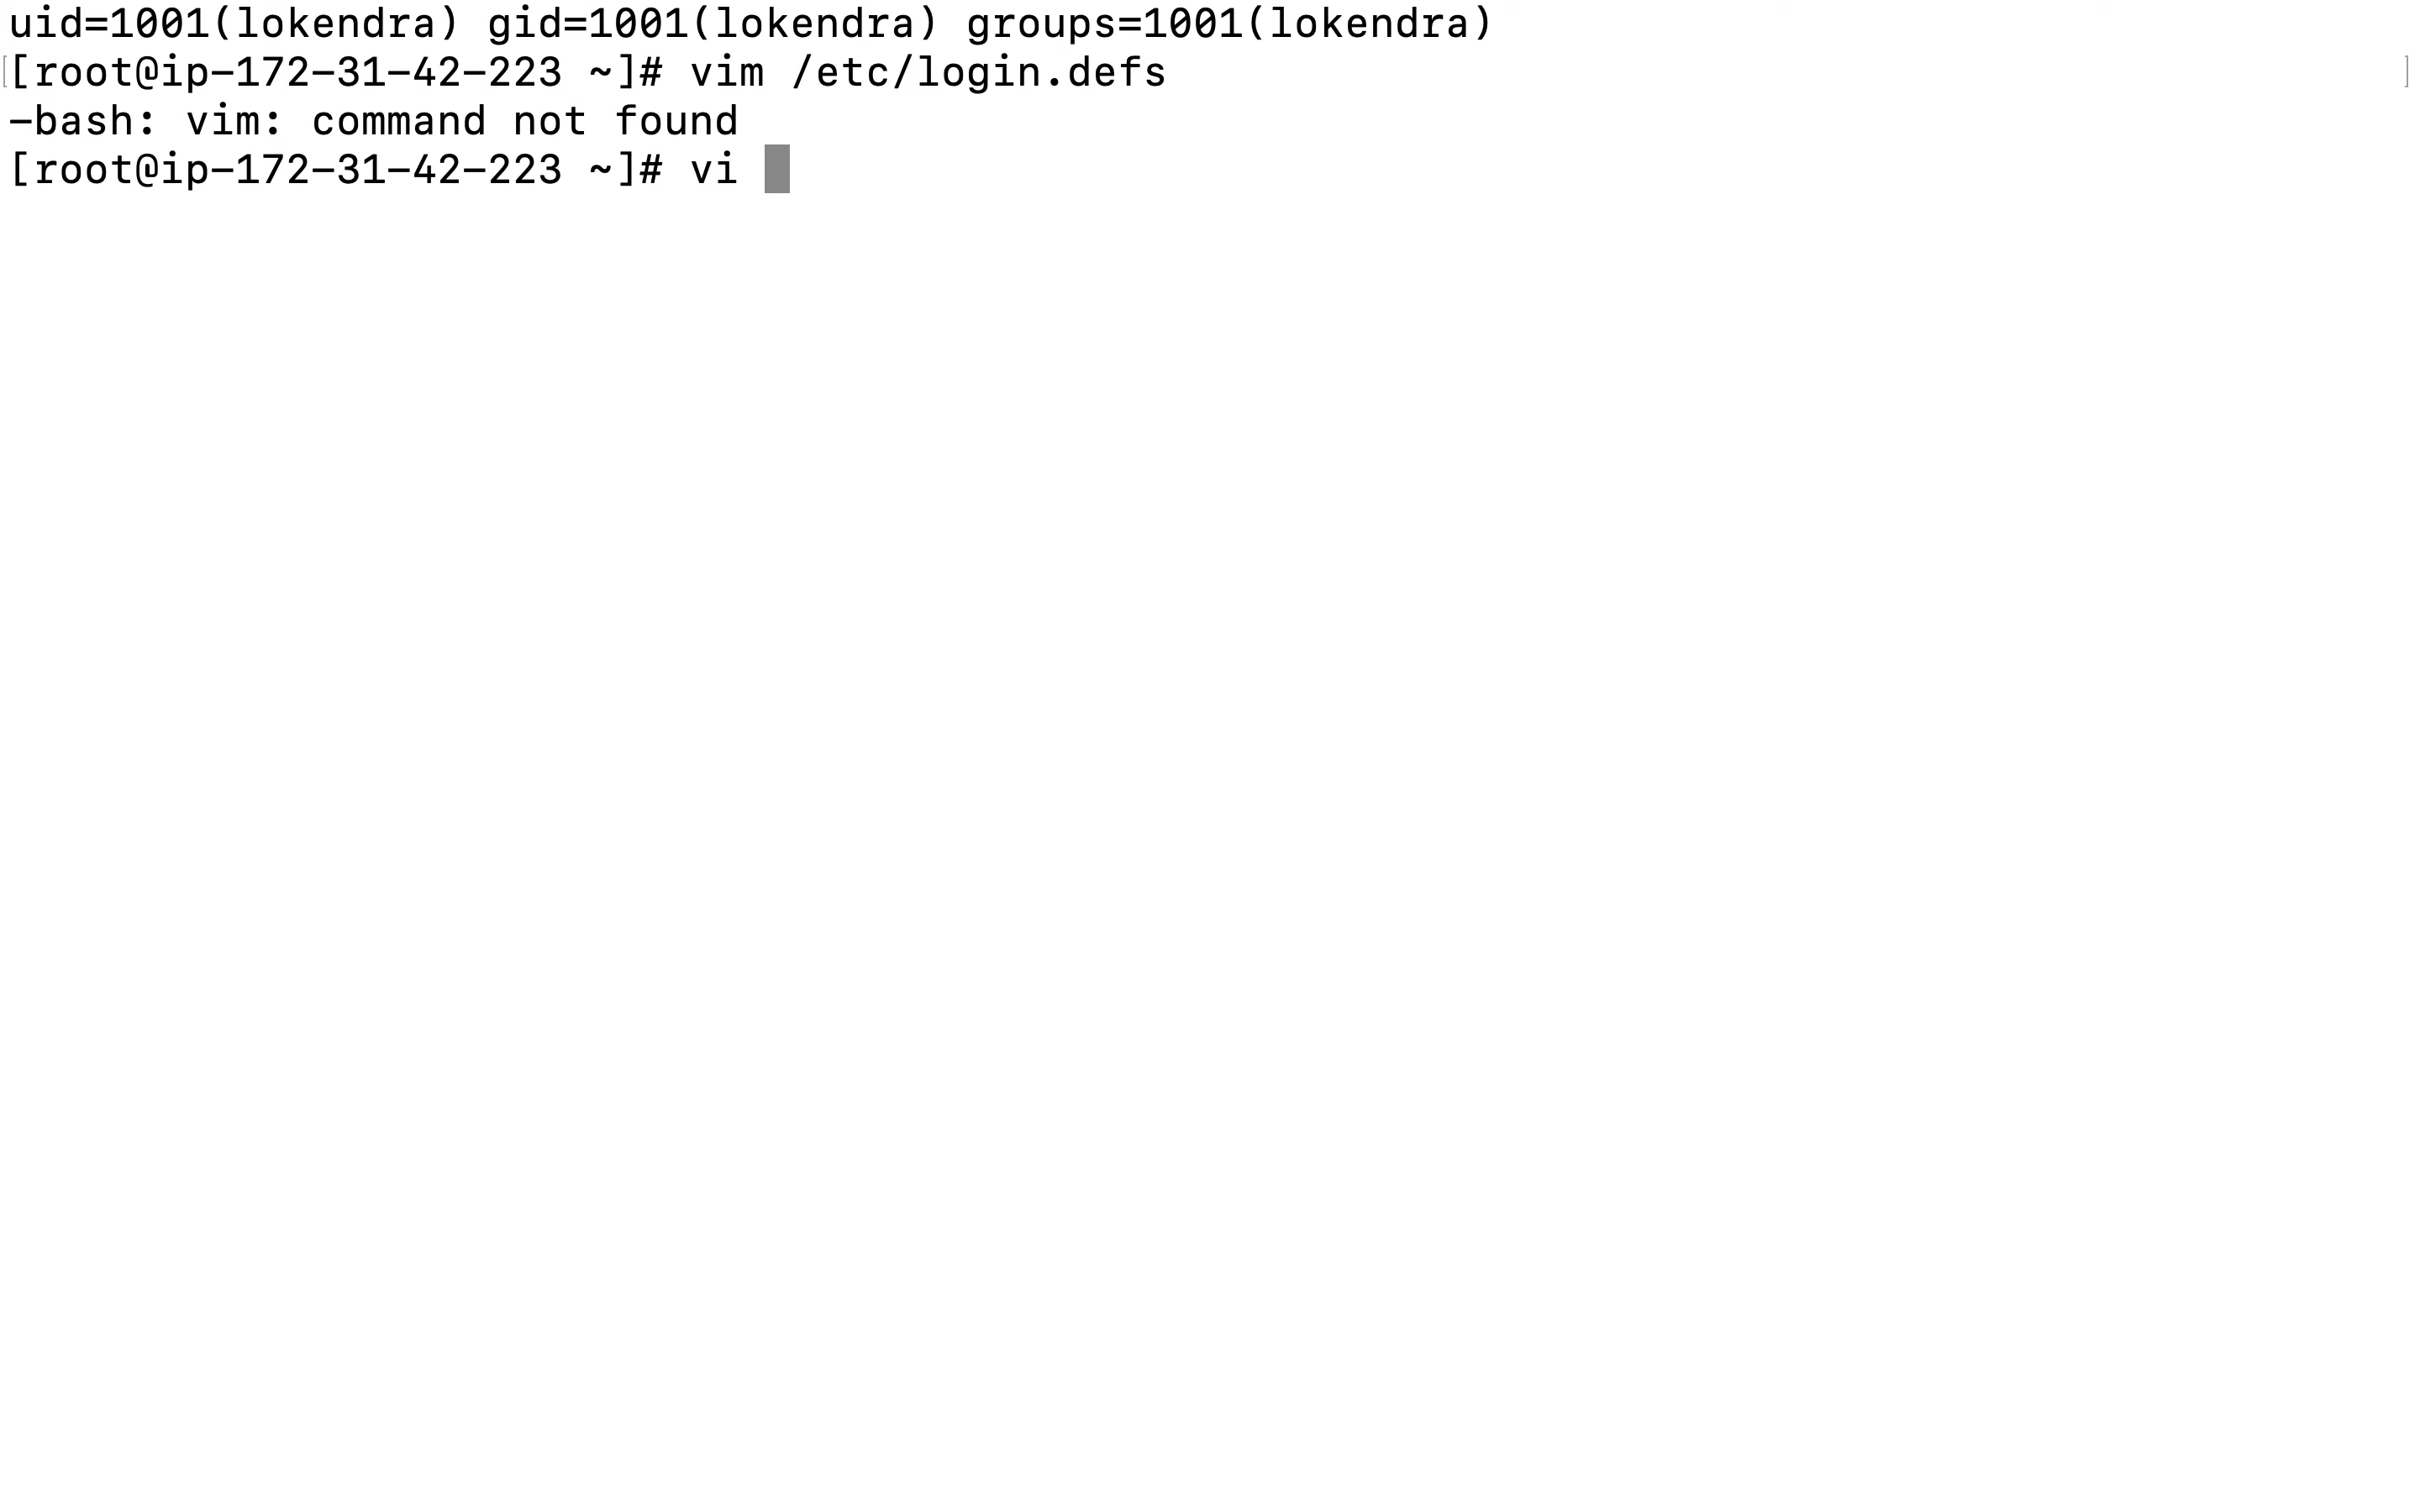 uid=1001(lokendra) gid=1001(lokendra) groups=1001(lokendra)
[root@ip-172-31-42-223 ~]# vim /etc/login.defs
-bash: vim: command not found
[root@ip-172-31-42-223 ~]# vi